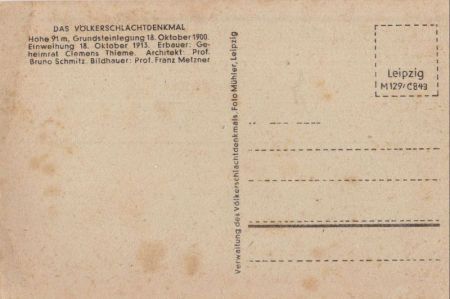 DAS VÖLKERSCHLACHTDENKMAL
Höhe 91 m, Grundsteinlegung 18. Oktober 1900.
Einweihung 18. Oktober 1913. Erbauer: Ge-
heimrat Clemens Thieme. Architekt: Prof.
Bruno Schmitz. Bildhauer: Prof. Franz Metzner
Verwaltung des Völkerschlachtdenkmals. Foto Mühler, Leipzig
Leipzig
M 129/C843